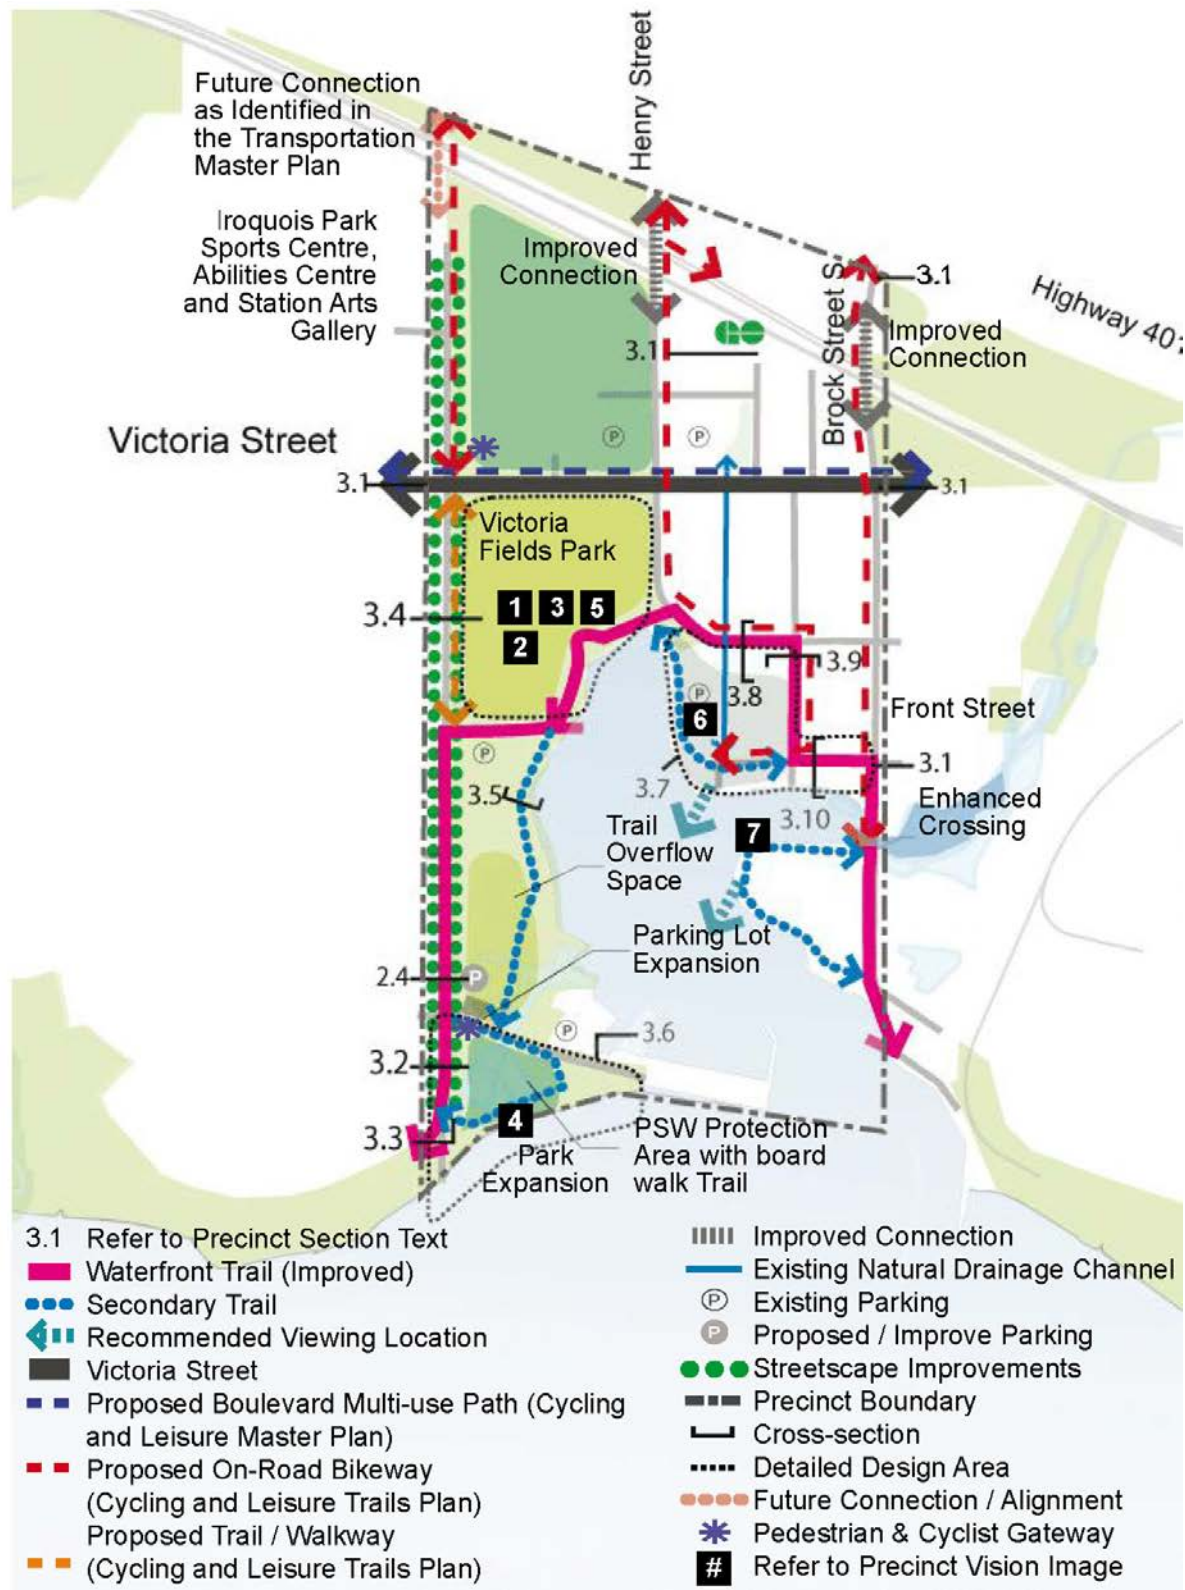 Henry Street
Future Connection
as Identified in
the Transportation
Master Plan
Iroquois Park
Sports Centre,
Abilities Centre
and Station Arts
Gallery
Improved
Connection
Brock Street S
3.1
Improved
Connection
Highway 401
3.1
P
P
Victoria Street
3.1
3.1
Victoria
Fields Park
3.4
1 3 5
2
3.9
3.8
P
6
Front Street
P
3.1
3.7
3.5
3.10
Enhanced
Crossing
Trail
Overflow
Space
7
Parking Lot
Expansion
2.4
P
P
3.6
3.2
4
3.3
Park
Expansion
PSW Protection
Area with board
walk Trail
3.1 Refer to Precinct Section Text
Waterfront Trail (Improved)
Secondary Trail
Recommended Viewing Location
Victoria Street
Proposed Boulevard Multi-use Path (Cycling
and Leisure Master Plan)
Proposed On-Road Bikeway
(Cycling and Leisure Trails Plan)
Proposed Trail / Walkway
(Cycling and Leisure Trails Plan)
Improved Connection
Existing Natural Drainage Channel
P Existing Parking
P Proposed / Improve Parking
Streetscape Improvements
Precinct Boundary
Cross-section
Detailed Design Area
Future Connection / Alignment
Pedestrian & Cyclist Gateway
# Refer to Precinct Vision Image